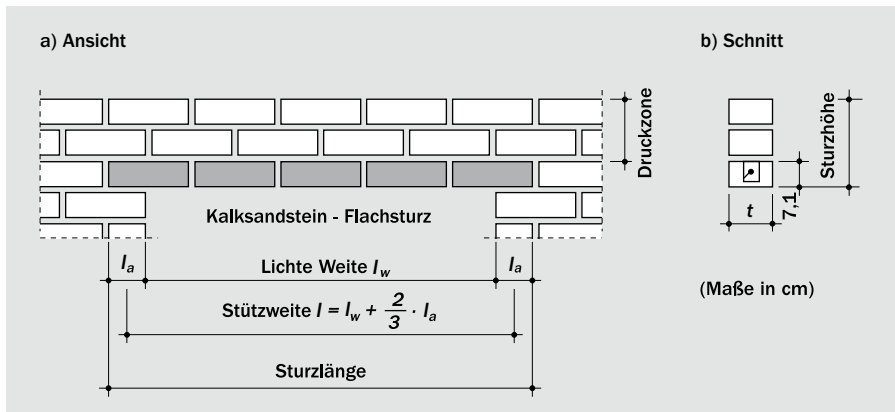 a) Ansicht
b) Schnitt
Druckzone
Sturzhöhe
7,1
t
Kalksandstein - Flachsturz
l_a
Lichte Weite l_w
l_a
(Maße in cm)
Stützweite l = l_w + 2/3 · l_a
Sturzlänge